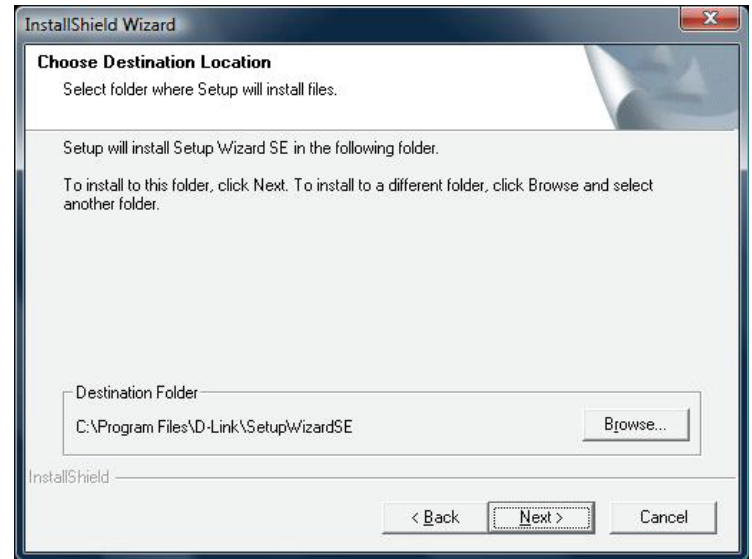 InstallShield Wizard
Choose Destination Location
Select folder where Setup will install files.
Setup will install Setup Wizard SE in the following folder.
To install to this folder, click Next. To install to a different folder, click Browse and select
another folder.
Destination Folder
C:\Program Files\D-Link\SetupWizardSE
Browse...
InstallShield
< Back
Next >
Cancel